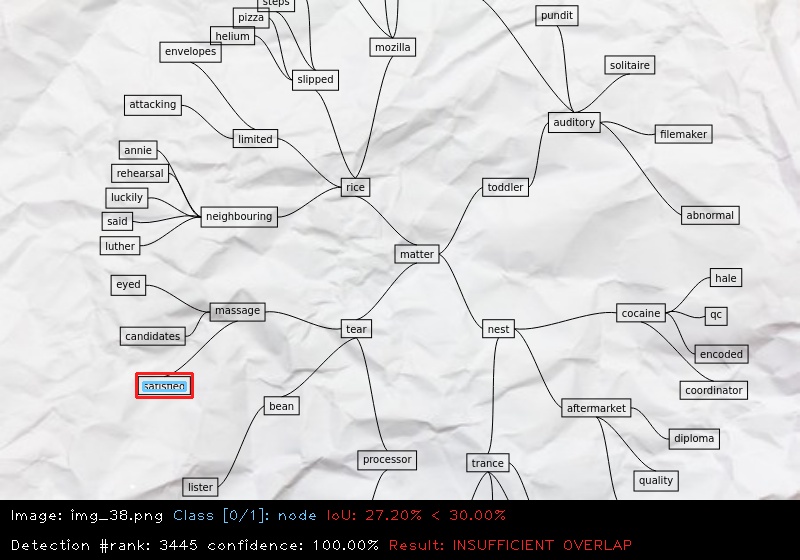 steps
pizza
pundit
helium
mozilla
envelopes
solitaire
slipped
attacking
auditory
filemaker
limited
annie
rehearsal
rice
toddler
luckily
said
neighbouring
abnormal
luther
matter
eyed
hale
massage
cocaine
qc
candidates
tear
nest
encoded
satisfied
coordinator
bean
aftermarket
diploma
processor
trance
quality
lister
Image: img_38.png Class [0/1]: node IoU: 27.20% < 30.00%
Detection #rank: 3445 confidence: 100.00% Result: INSUFFICIENT OVERLAP